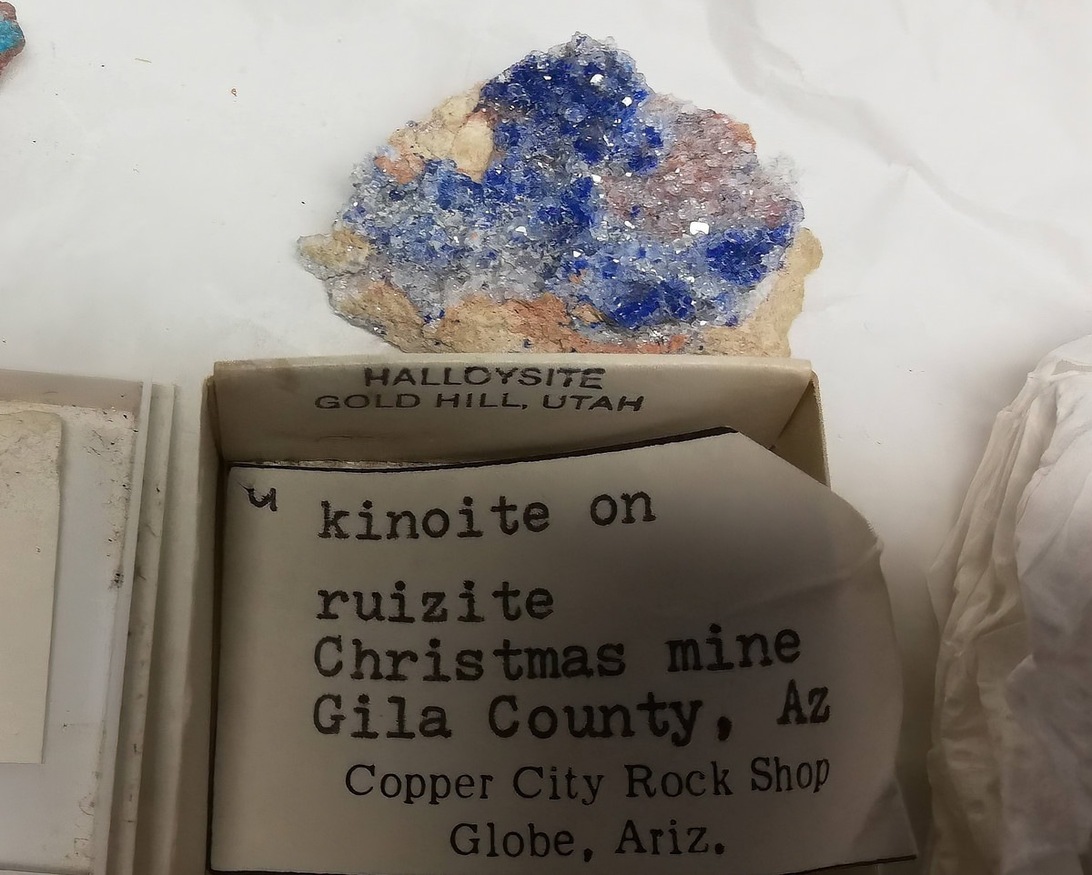 HALLOYSITE
GOLD HILL, UTAH
kinoite on
ruizite
Christmas mine
Gila County, Az
Copper City Rock Shop
Globe, Ariz.